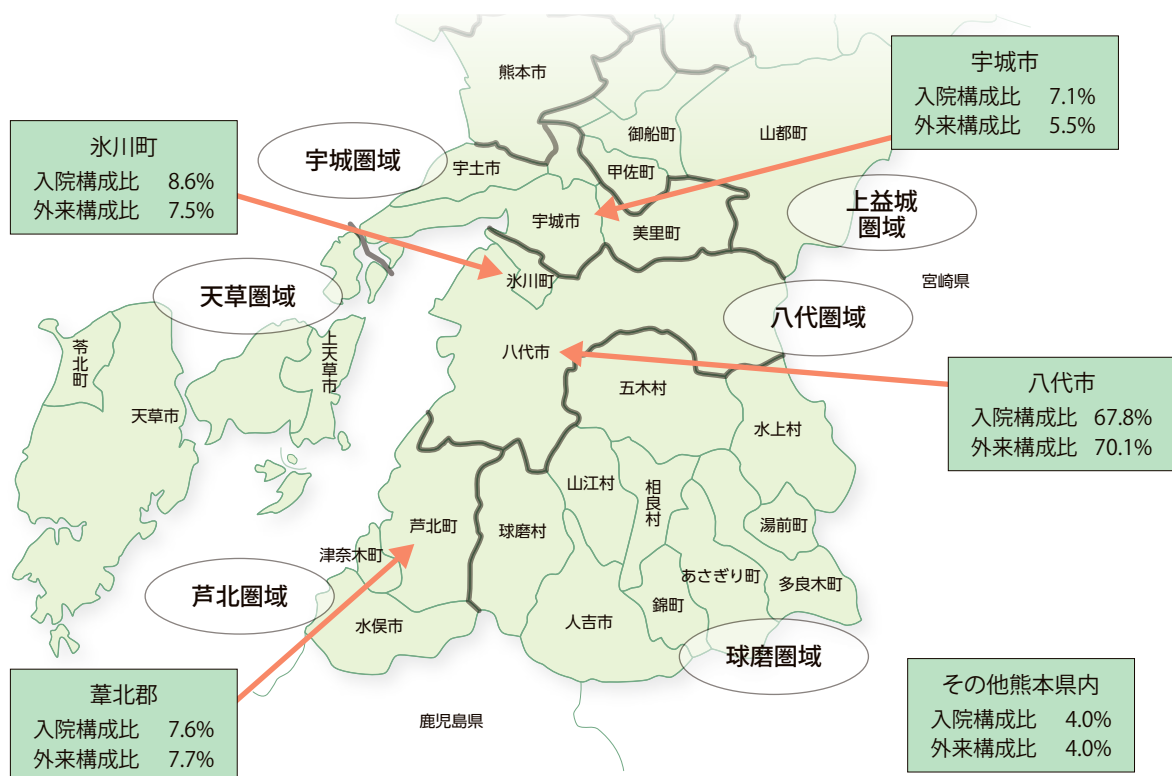 熊本市
宇城市
入院構成比 7.1%
外来構成比 5.5%
氷川町
入院構成比 8.6%
外来構成比 7.5%
宇城圏域
宇土市
御船町
山都町
甲佐町
宇城市
美里町
上益城
圏域
氷川町
宮崎県
天草圏域
八代圏域
苓北町
天草市
上天草市
八代市
五木村
水上村
八代市
入院構成比 67.8%
外来構成比 70.1%
山江村
相良村
湯前町
芦北町
球磨村
津奈木町
あさぎり町
多良木町
芦北圏域
錦町
水俣市
人吉市
球磨圏域
葦北郡
入院構成比 7.6%
外来構成比 7.7%
鹿児島県
その他熊本県内
入院構成比 4.0%
外来構成比 4.0%